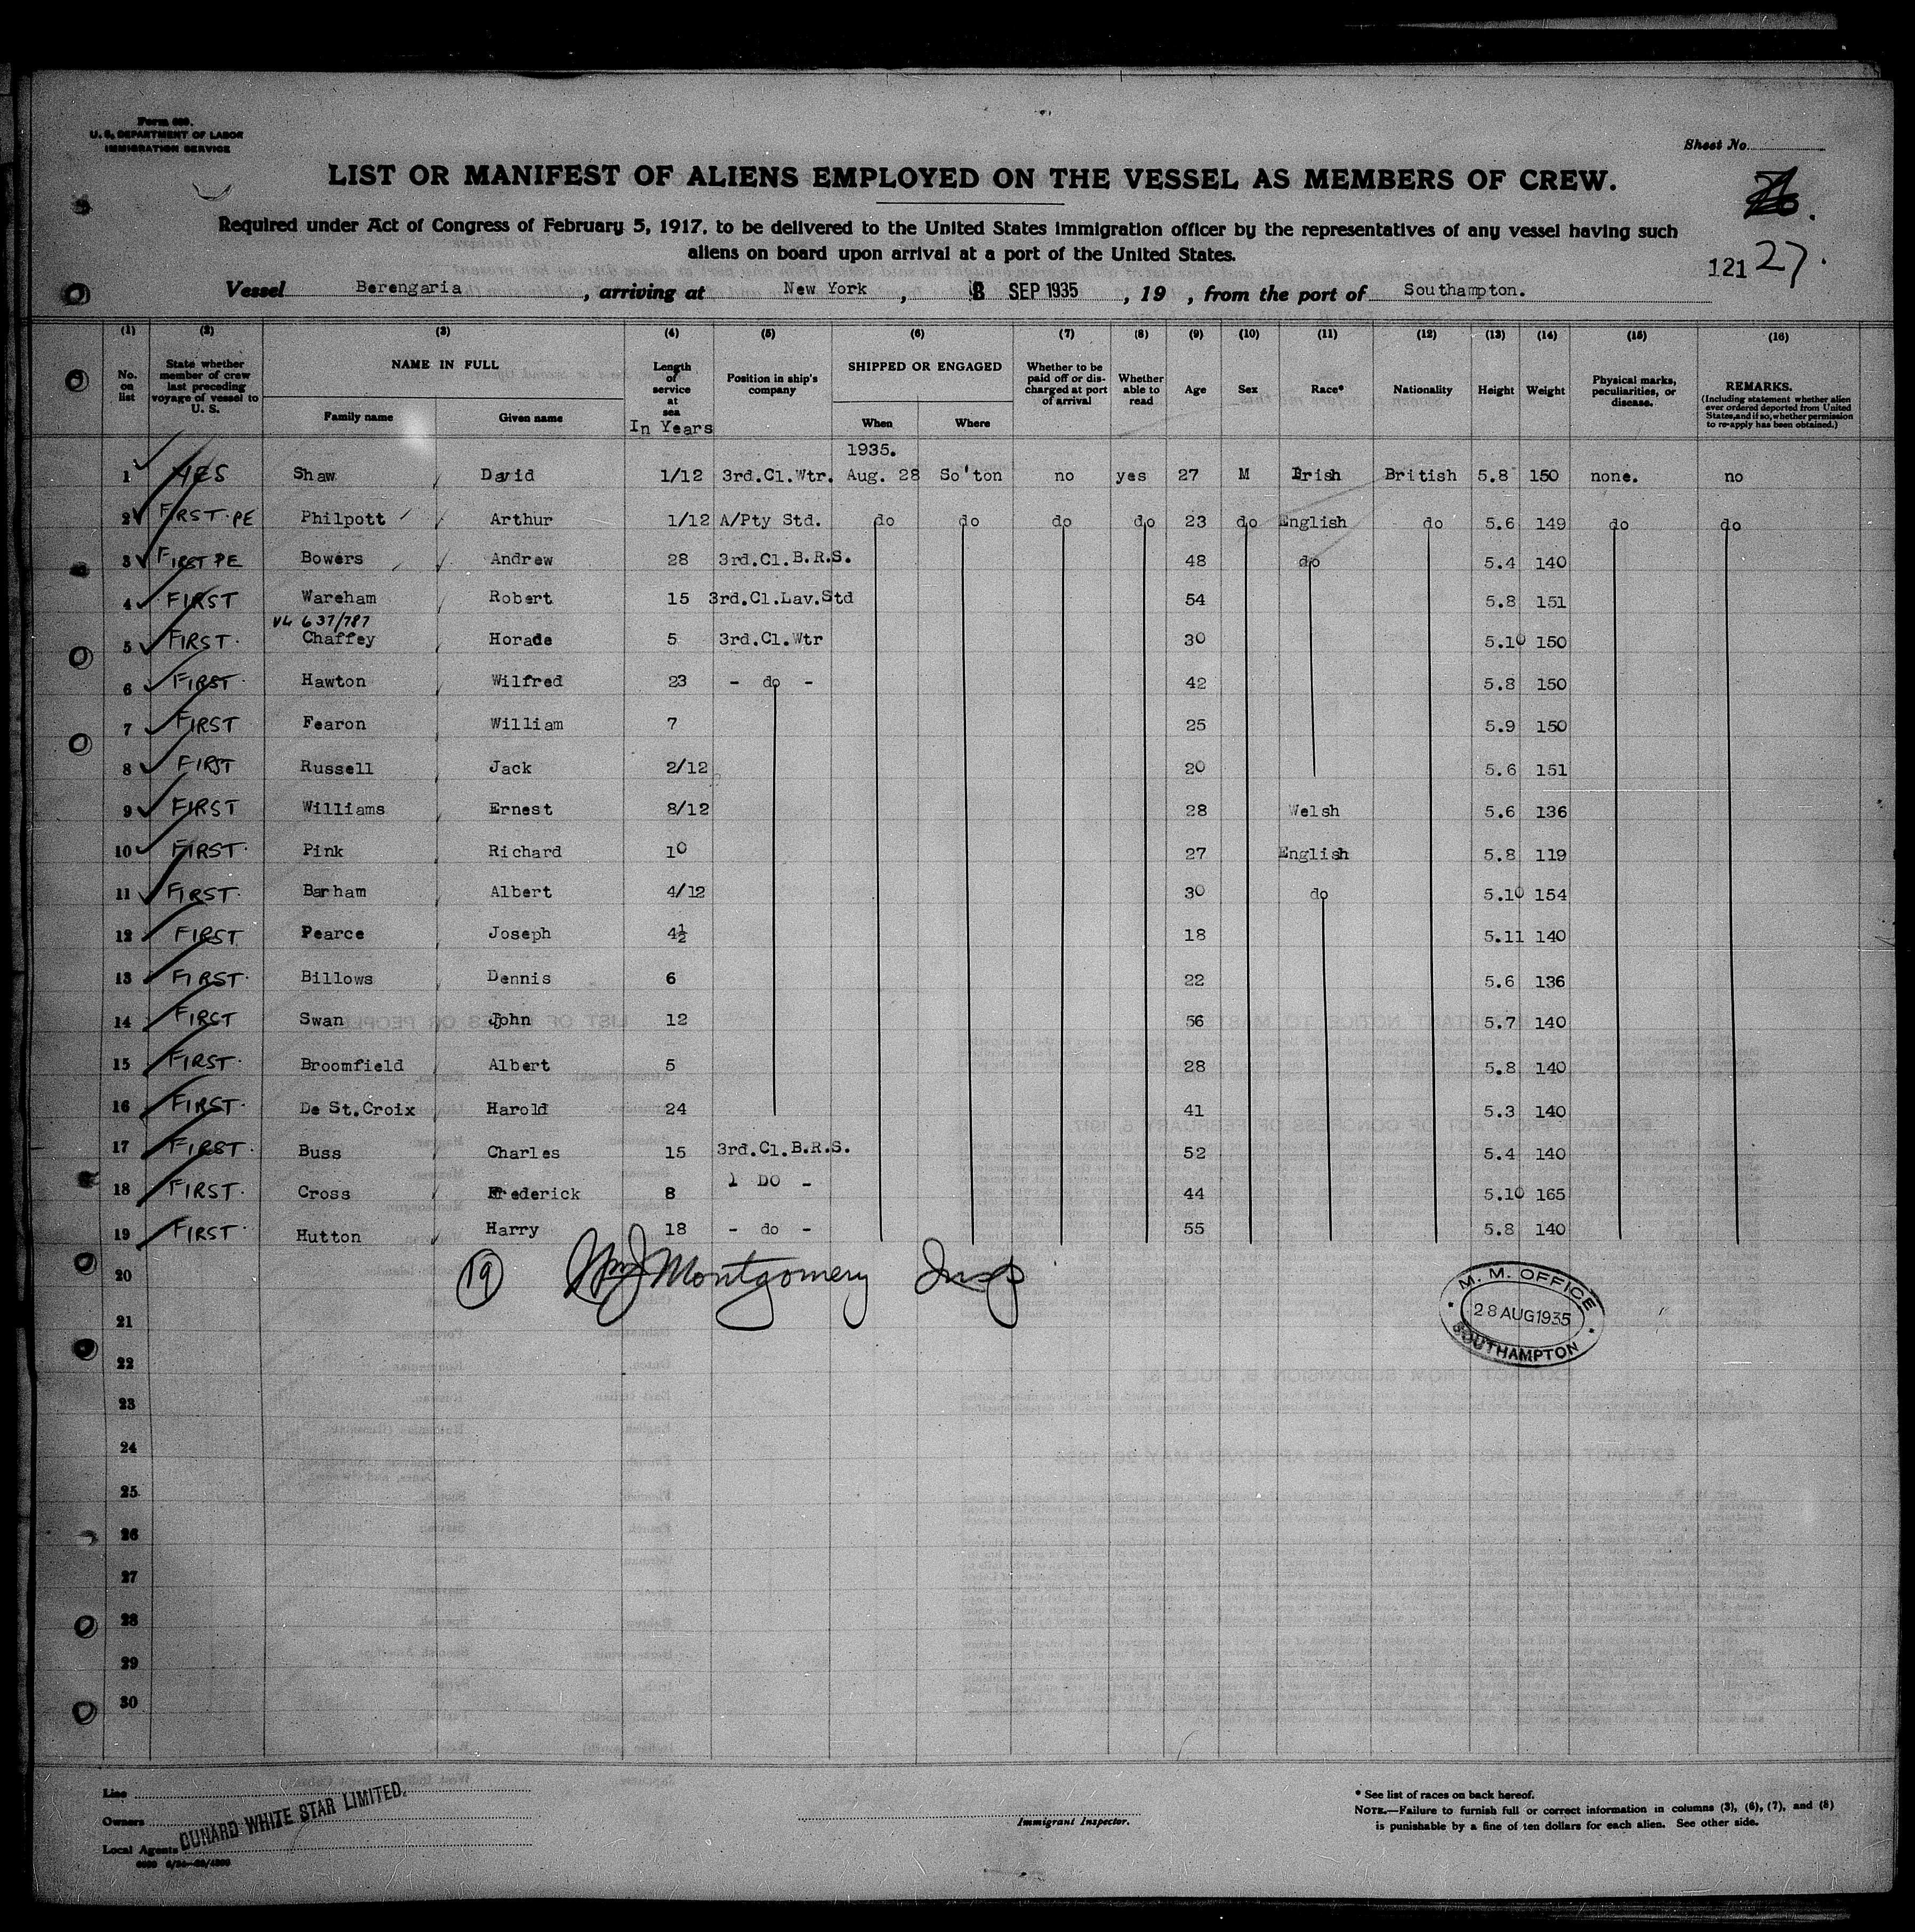 Form 689.
U. S. DEPARTMENT OF LABOR
IMMIGRATION SERVICE
Sheet No.
LIST OR MANIFEST OF ALIENS EMPLOYED ON THE VESSEL AS MEMBERS OF CREW.
Required under Act of Congress of February 5, 1917, to be delivered to the United States immigration officer by the representatives of any vessel having such
aliens on board upon arrival at a port of the United States.
121 27.
Vessel Berengaria, arriving at New York, SEP 1935, 19 , from the port of Southampton.
(1) (2) (3) (4) (5) (6) (7) (8) (9) (10) (11) (12) (13) (14) (15) (16)
No. on list
State whether member of crew last preceding voyage of vessel to U. S.
NAME IN FULL
Family name
Given name
Length of service at sea
In Years
Position in ship's company
SHIPPED OR ENGAGED
When
Where
Whether to be paid off or discharged at port of arrival
Whether able to read
Age
Sex
Race*
Nationality
Height
Weight
Physical marks, peculiarities, or disease.
REMARKS.
(Including statement whether alien ever ordered deported from United States, and if so, whether permission to re-apply has been obtained.)
1935.
1 YES Shaw David 1/12 3rd.Cl.Wtr. Aug. 28 So'ton no yes 27 M Irish British 5.8 150 none. no
2 FIRST. PE Philpott Arthur 1/12 A/Pty Std. do do do do 23 do English do 5.6 149 do do
3 FIRST PE Bowers Andrew 28 3rd.Cl.B.R.S. 48 do 5.4 140
4 FIRST Wareham Robert 15 3rd.Cl.Lav.Std 54 5.8 151
VL 637/787
5 FIRST. Chaffey Horade 5 3rd.Cl.Wtr 30 5.10 150
6 FIRST. Hawton Wilfred 23 - do - 42 5.8 150
7 FIRST Fearon William 7 25 5.9 150
8 FIRST Russell Jack 2/12 20 5.6 151
9 FIRST Williams Ernest 8/12 28 Welsh 5.6 136
10 FIRST. Pink Richard 10 27 English 5.8 119
11 FIRST. Barham Albert 4/12 30 do 5.10 154
12 FIRST Pearce Joseph 4½ 18 5.11 140
13 FIRST. Billows Dennis 6 22 5.6 136
14 FIRST Swan John 12 56 5.7 140
15 FIRST. Broomfield Albert 5 28 5.8 140
16 FIRST. De St.Croix Harold 24 41 5.3 140
17 FIRST. Buss Charles 15 3rd.Cl.B.R.S. 52 5.4 140
18 FIRST. Cross Frederick 8 DO - 44 5.10 165
19 FIRST. Hutton Harry 18 - do - 55 5.8 140
20 19 Wm J Montgomery Insp
21
22
23
24
25
26
27
28
29
30
M. M. OFFICE
28 AUG 1935
SOUTHAMPTON
Line
Owners
Local Agents
CUNARD WHITE STAR LIMITED.
Immigrant Inspector.
* See list of races on back hereof.
NOTE.—Failure to furnish full or correct information in columns (3), (6), (7), and (8)
is punishable by a fine of ten dollars for each alien. See other side.